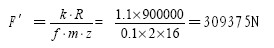 F' = k·R / f·m·z = 1.1×900000 / 0.1×2×16 = 309375N